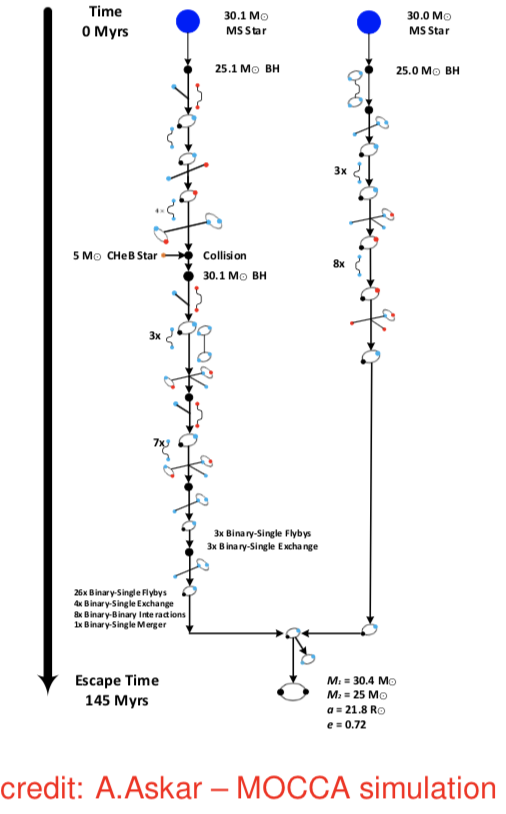 Time
0 Myrs
30.1 M☉
MS Star
30.0 M☉
MS Star
25.1 M☉ BH
25.0 M☉ BH
3x
4x
5 M☉ CHeB Star
Collision
8x
30.1 M☉ BH
3x
7x
3x Binary-Single Flybys
3x Binary-Single Exchange
26x Binary-Single Flybys
4x Binary-Single Exchange
8x Binary-Binary Interactions
1x Binary-Single Merger
Escape Time
145 Myrs
M₁ = 30.4 M☉
M₂ = 25 M☉
a = 21.8 R☉
e = 0.72
credit: A.Askar – MOCCA simulation